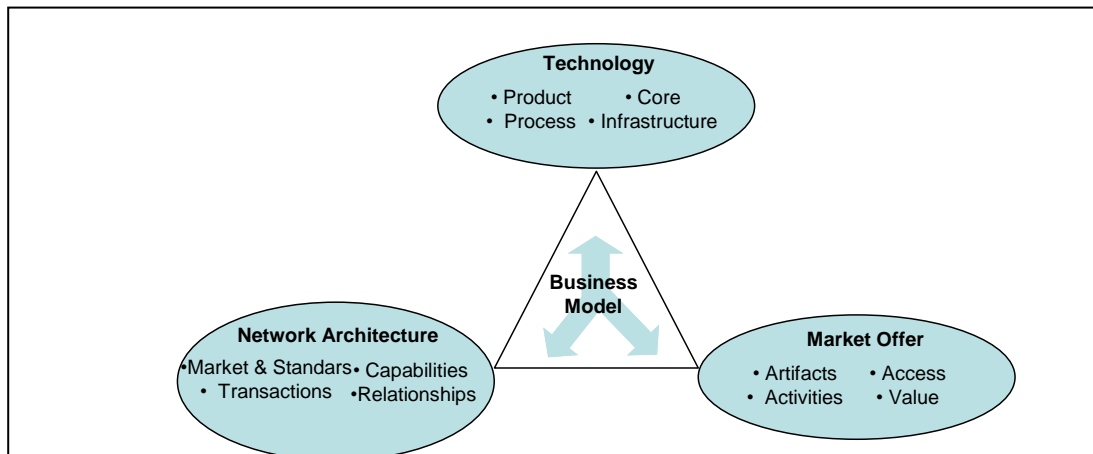 Technology
• Product • Core
• Process • Infrastructure
Business
Model
Network Architecture
•Market & Standars • Capabilities
• Transactions •Relationships
Market Offer
• Artifacts • Access
• Activities • Value